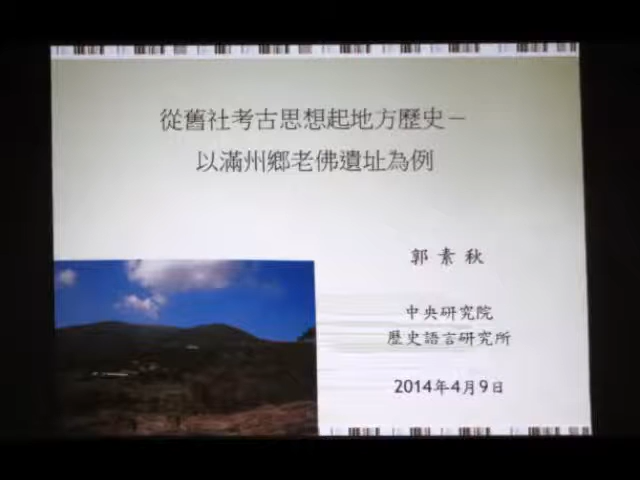 從舊社考古思想起地方歷史－
以滿州鄉老佛遺址為例
郭素秋
中央研究院
歷史語言研究所
2014年4月9日